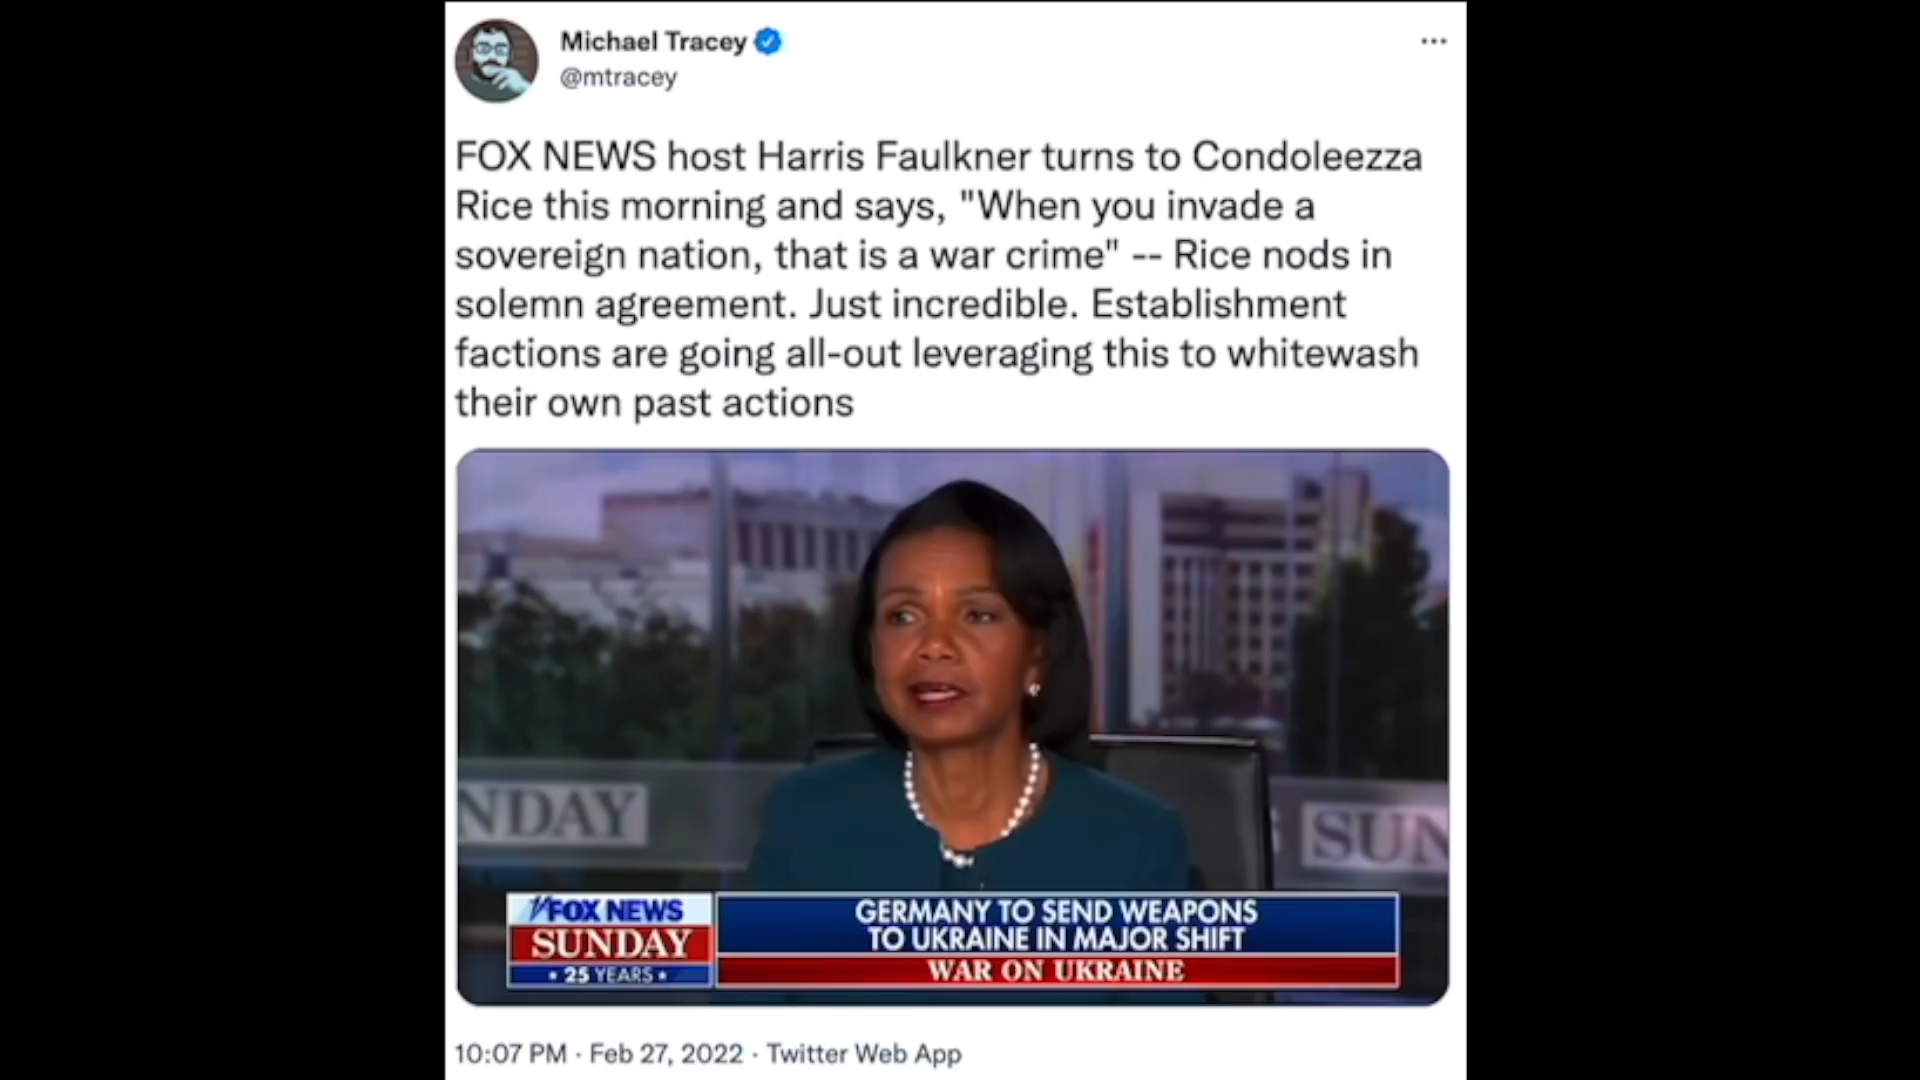 Michael Tracey
@mtracey
FOX NEWS host Harris Faulkner turns to Condoleezza
Rice this morning and says, "When you invade a
sovereign nation, that is a war crime" -- Rice nods in
solemn agreement. Just incredible. Establishment
factions are going all-out leveraging this to whitewash
their own past actions
NDAY
SUN
FOX NEWS
SUNDAY
• 25 YEARS •
GERMANY TO SEND WEAPONS
TO UKRAINE IN MAJOR SHIFT
WAR ON UKRAINE
10:07 PM · Feb 27, 2022 · Twitter Web App